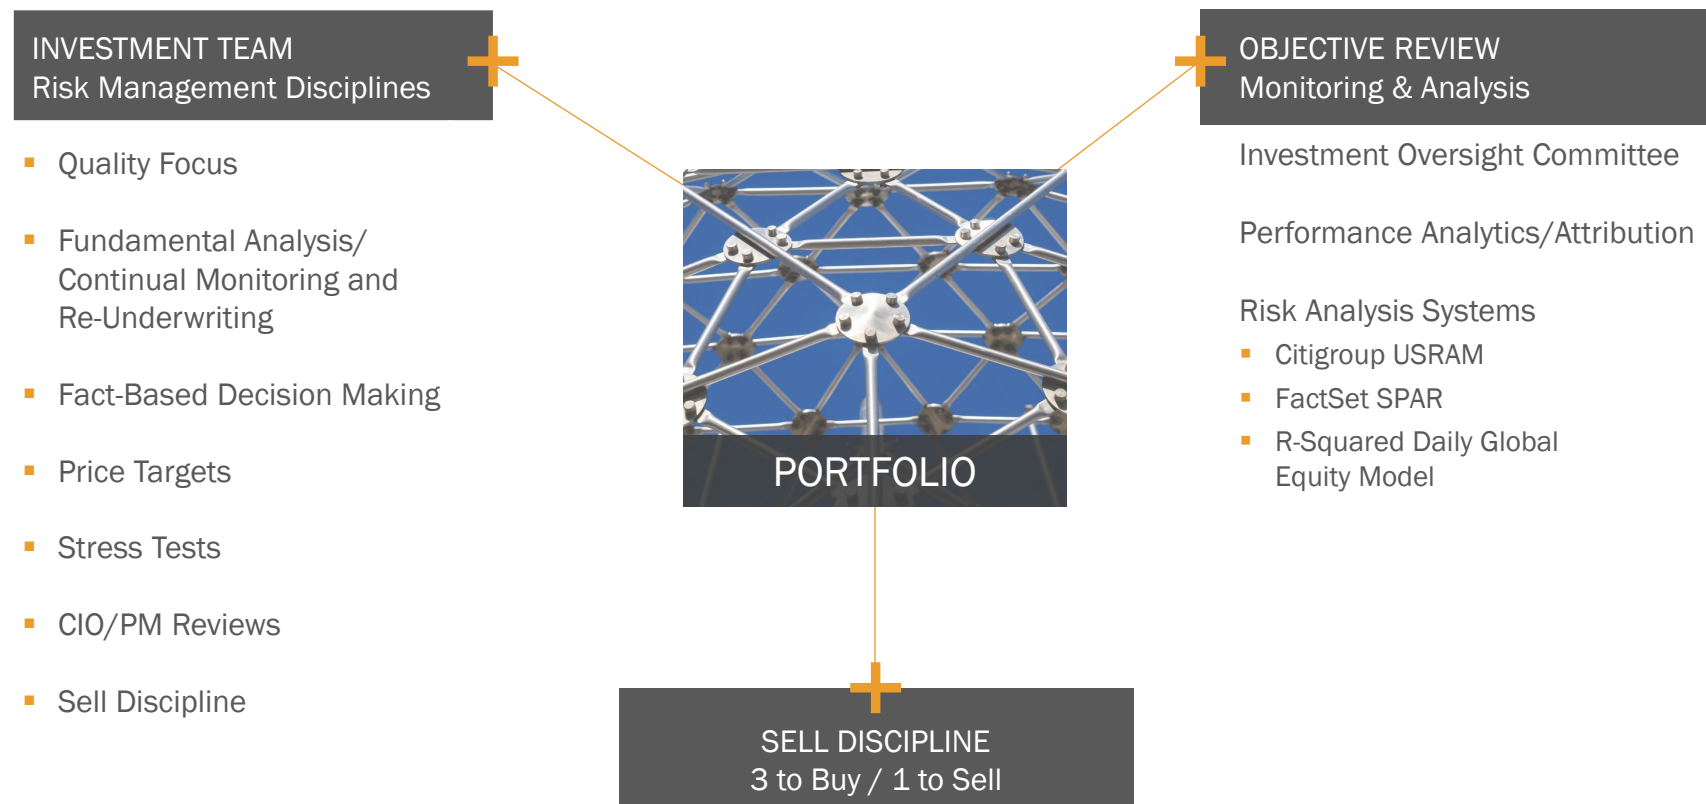 INVESTMENT TEAM
Risk Management Disciplines
Quality Focus
Fundamental Analysis/
Continual Monitoring and
Re-Underwriting
Fact-Based Decision Making
Price Targets
Stress Tests
CIO/PM Reviews
Sell Discipline
PORTFOLIO
SELL DISCIPLINE
3 to Buy / 1 to Sell
OBJECTIVE REVIEW
Monitoring & Analysis
Investment Oversight Committee
Performance Analytics/Attribution
Risk Analysis Systems
Citigroup USRAM
FactSet SPAR
R-Squared Daily Global
Equity Model